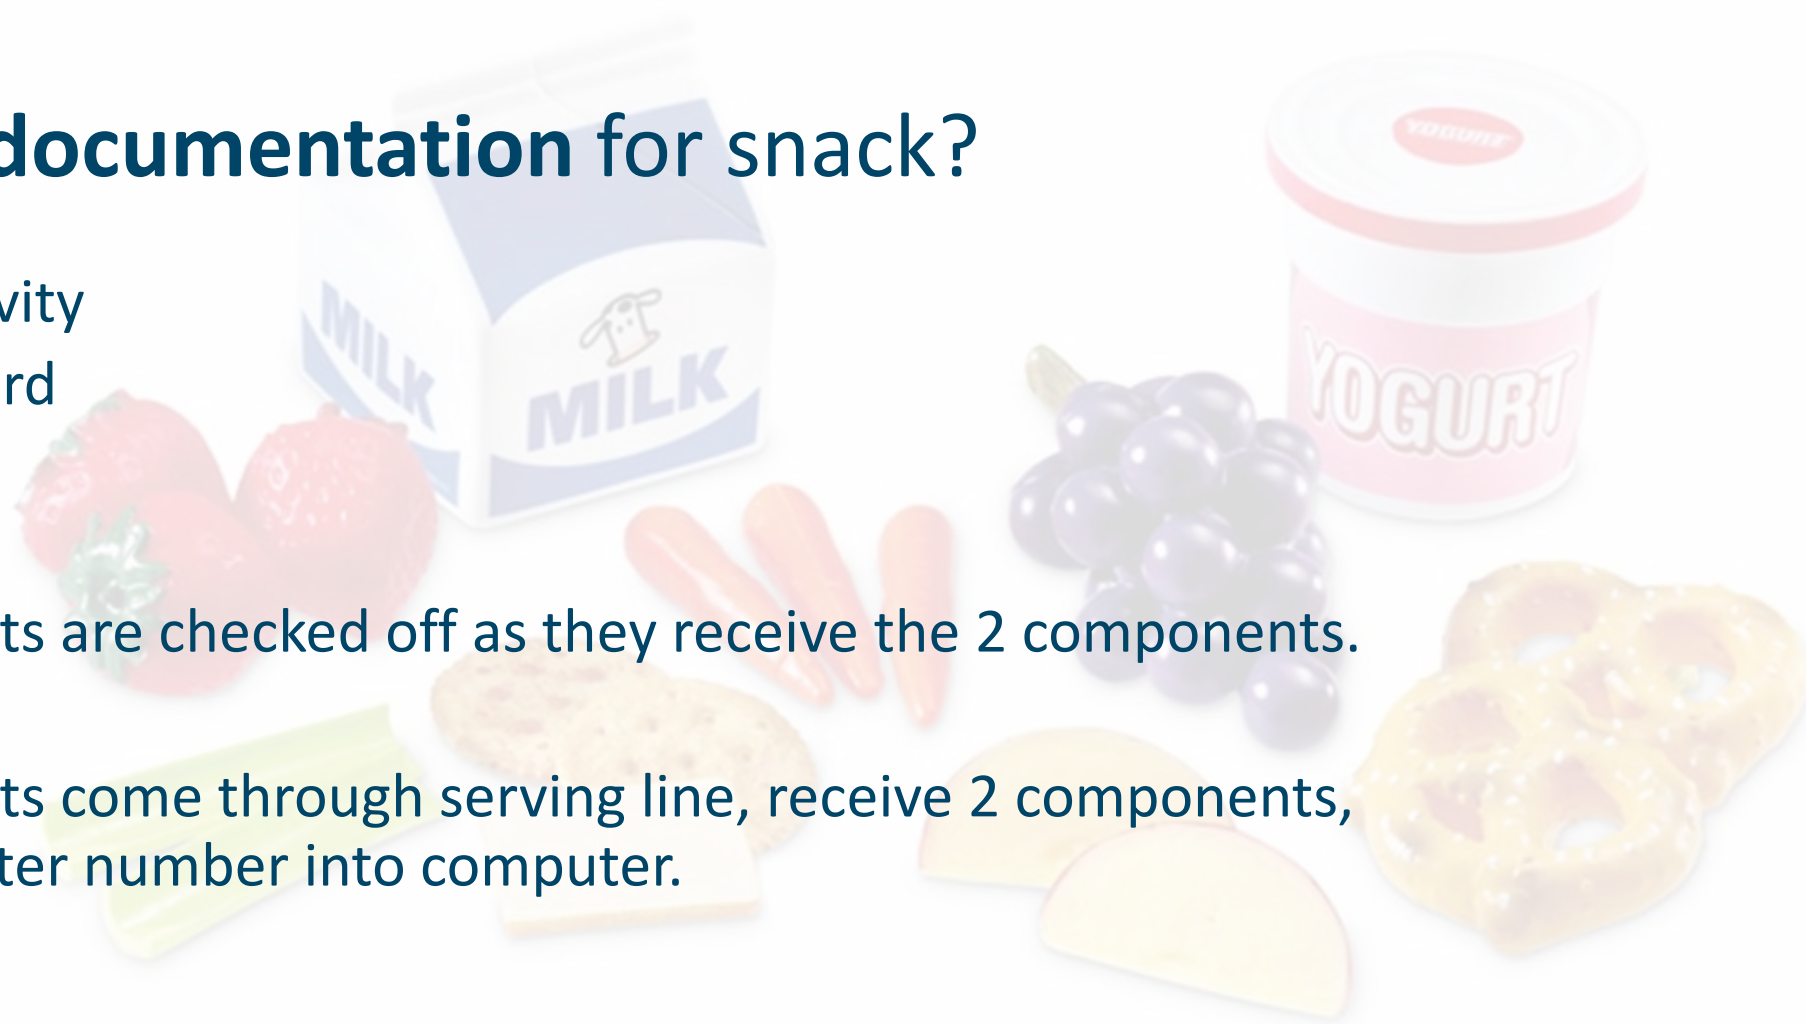 documentation for snack?
vity
rd
ts are checked off as they receive the 2 components.
ts come through serving line, receive 2 components,
ter number into computer.
MILK
MILK
YOGURT
YOGURT